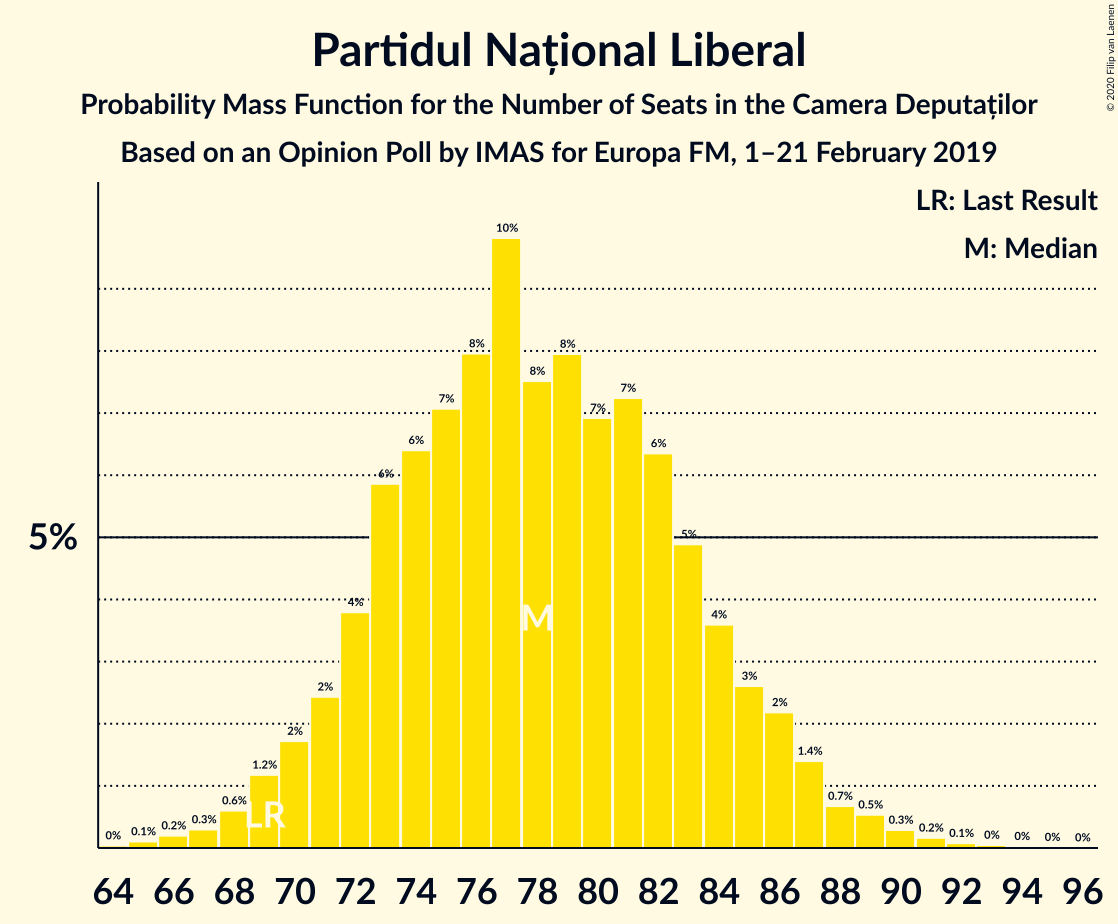 Partidul Național Liberal
Probability Mass Function for the Number of Seats in the Camera Deputaților
Based on an Opinion Poll by IMAS for Europa FM, 1–21 February 2019
© 2020 Filip van Laenen
LR: Last Result
M: Median
5%
0% 0.1% 0.2% 0.3% 0.6% 1.2% 2% 2% 4% 6% 6% 7% 8% 10% 8% 8% 7% 7% 6% 5% 4% 3% 2% 1.4% 0.7% 0.5% 0.3% 0.2% 0.1% 0% 0% 0% 0%
LR
M
64 66 68 70 72 74 76 78 80 82 84 86 88 90 92 94 96